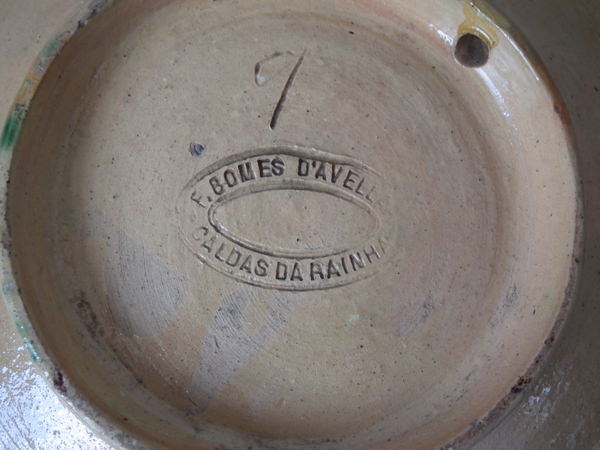 7
F. GOMES D'AVELL
CALDAS DA RAINHA